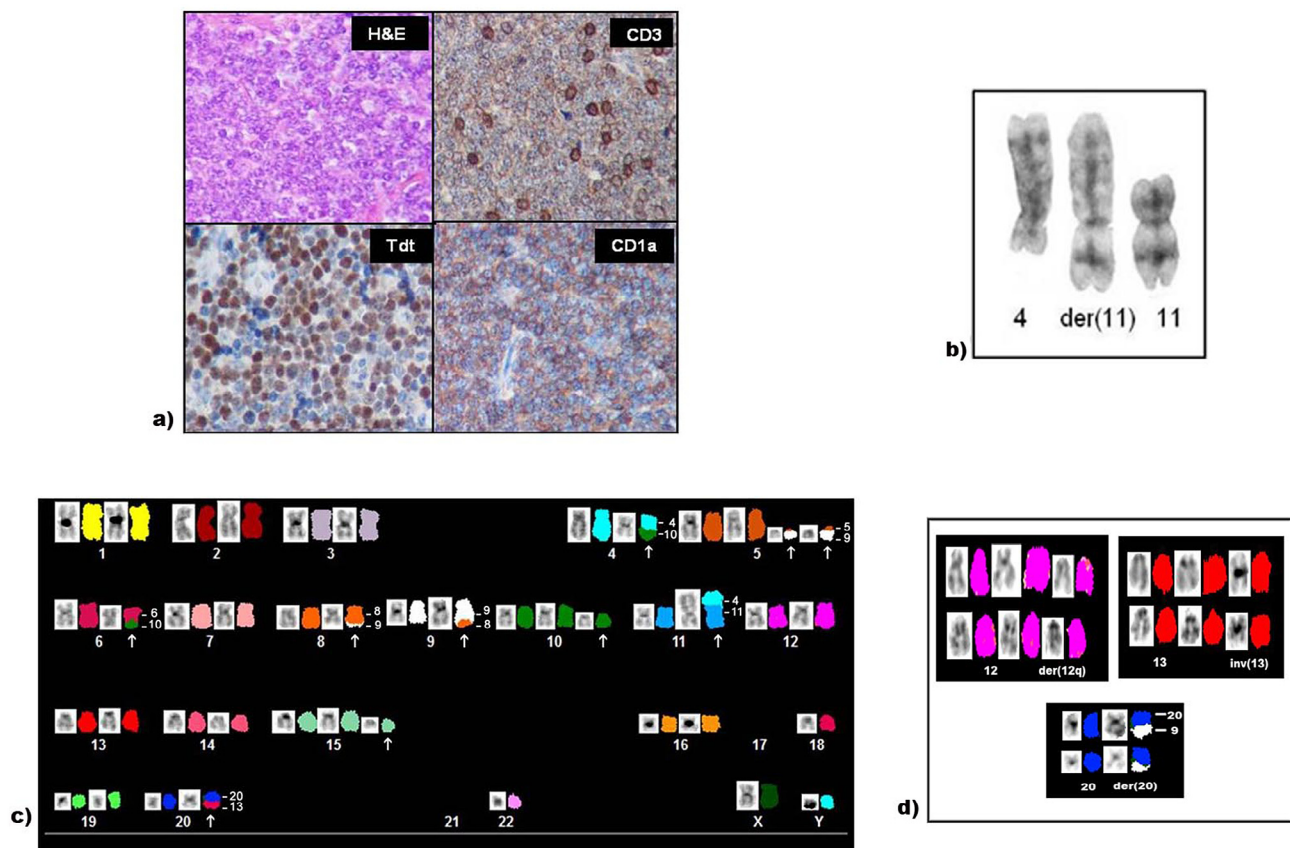 H&E
CD3
Tdt
CD1a
a)
4 der(11) 11
b)
1 2 3 4 5
4
10
5
9
6 7 8 9 10 11 12
6
10
8
9
9
8
4
11
13 14 15 16 17 18
19 20 21 22 X Y
20
13
c)
12 der(12q)
13 inv(13)
20
9
20 der(20)
d)